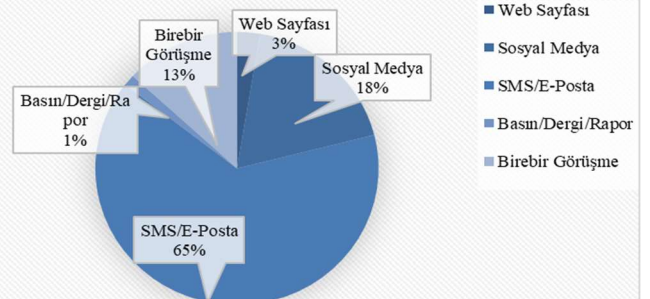 Web Sayfası
3%
Sosyal Medya
18%
SMS/E-Posta
65%
Basın/Dergi/Ra
por
1%
Birebir
Görüşme
13%
Web Sayfası
Sosyal Medya
SMS/E-Posta
Basın/Dergi/Rapor
Birebir Görüşme